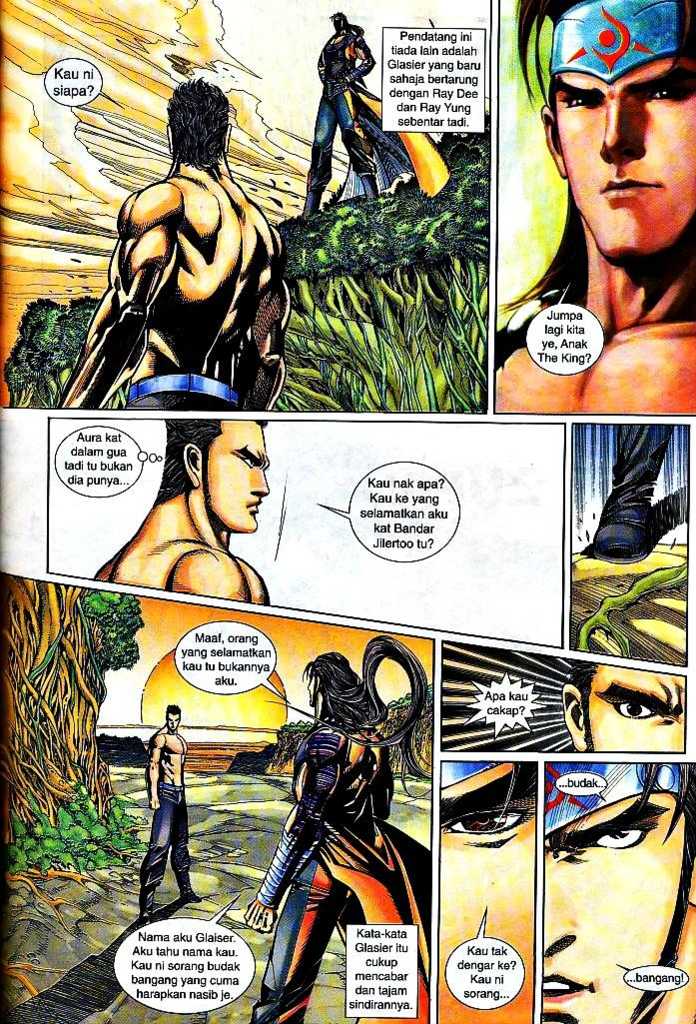 Kau ni
siapa?
Pendatang ini
tiada lain adalah
Glasier yang baru
sahaja bertarung
dengan Ray Dee
dan Ray Yung
sebentar tadi.
Jumpa
lagi kita
ye, Anak
The King?
Aura kat
dalam gua
tadi tu bukan
dia punya...
Kau nak apa?
Kau ke yang
selamatkan aku
kat Bandar
Jilertoo tu?
Maaf, orang
yang selamatkan
kau tu bukannya
aku.
Apa kau
cakap?
Nama aku Glaiser.
Aku tahu nama kau.
Kau ni sorang budak
bangang yang cuma
harapkan nasib je.
Kata-kata
Glasier itu
cukup
mencabar
dan tajam
sindirannya.
Kau tak
dengar ke?
Kau ni
sorang...
...budak..
...bangang!